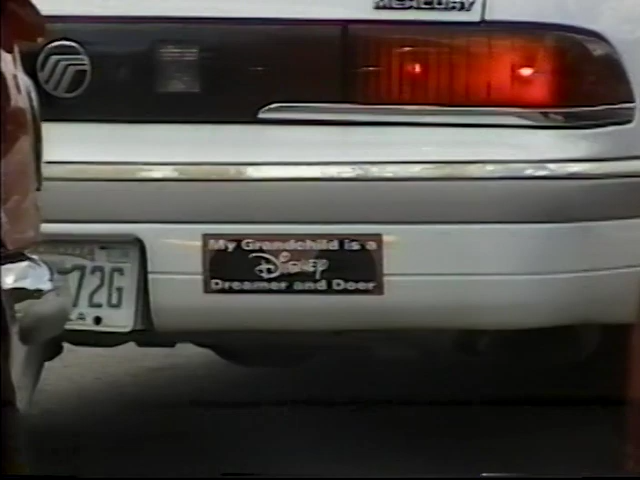 MERCURY
My Grandchild is a
Disney
Dreamer and Doer
72G